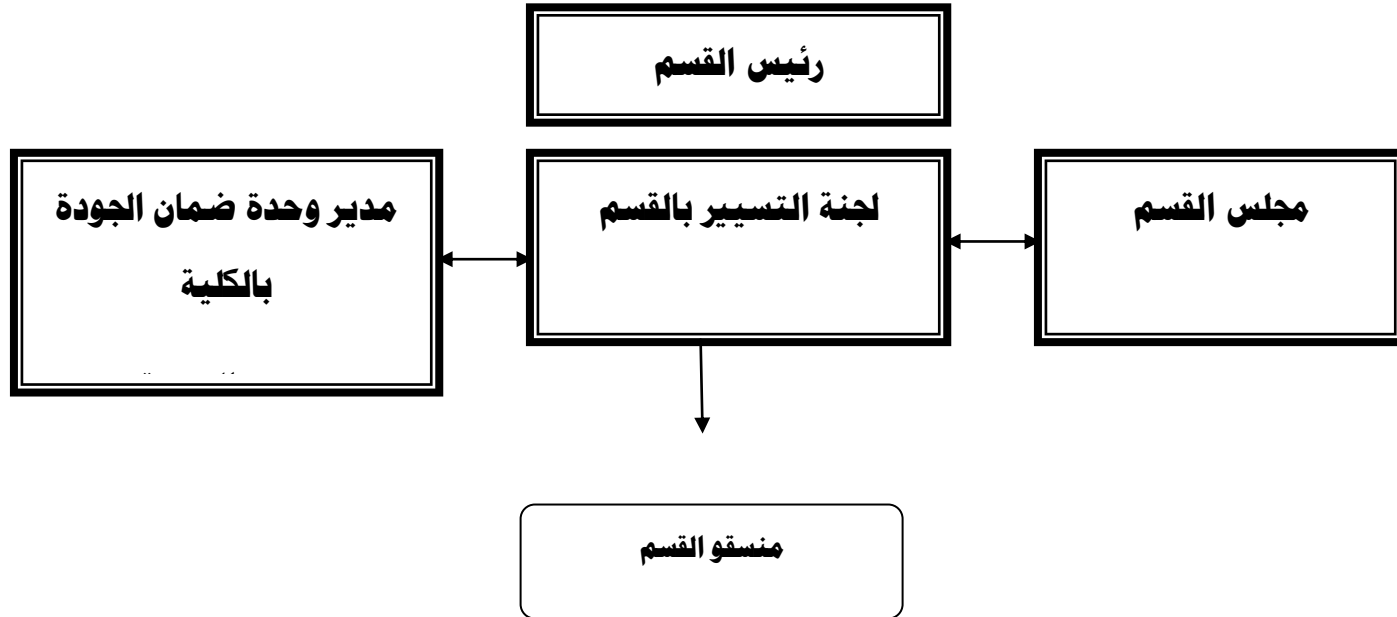 رئيس القسم
مجلس القسم
لجنة التسيير بالقسم
مدير وحدة ضمان الجودة
بالكلية
منسقو القسم